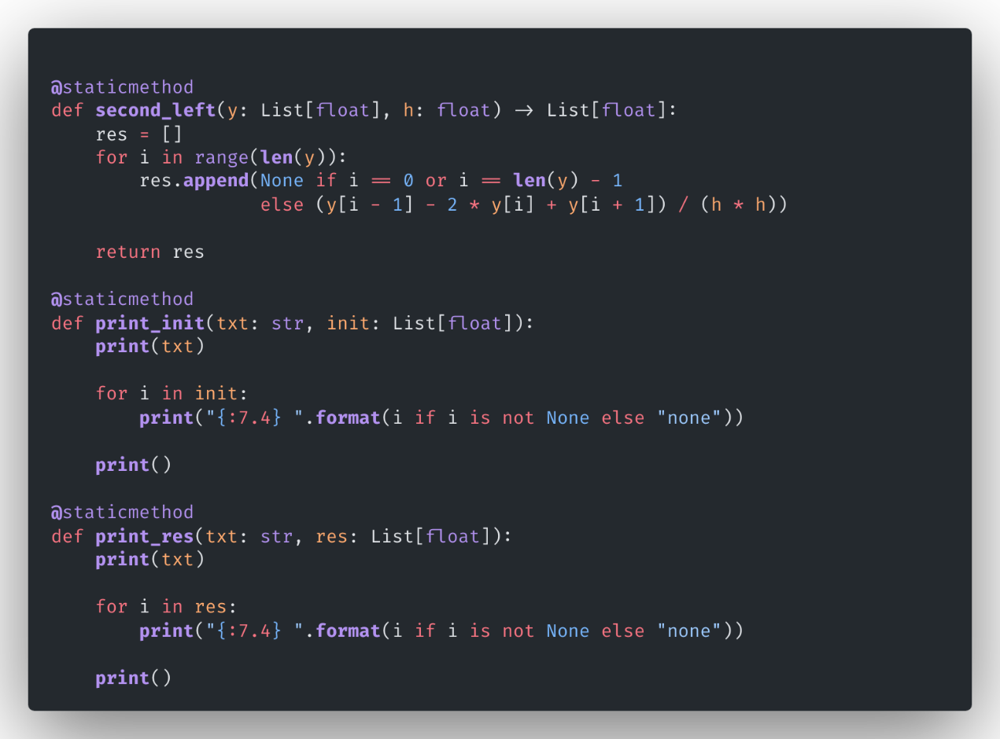 @staticmethod
def second_left(y: List[float], h: float) -> List[float]:
    res = []
    for i in range(len(y)):
        res.append(None if i == 0 or i == len(y) - 1
                   else (y[i - 1] - 2 * y[i] + y[i + 1]) / (h * h))

    return res

@staticmethod
def print_init(txt: str, init: List[float]):
    print(txt)

    for i in init:
        print("{:7.4} ".format(i if i is not None else "none"))

    print()

@staticmethod
def print_res(txt: str, res: List[float]):
    print(txt)

    for i in res:
        print("{:7.4} ".format(i if i is not None else "none"))

    print()